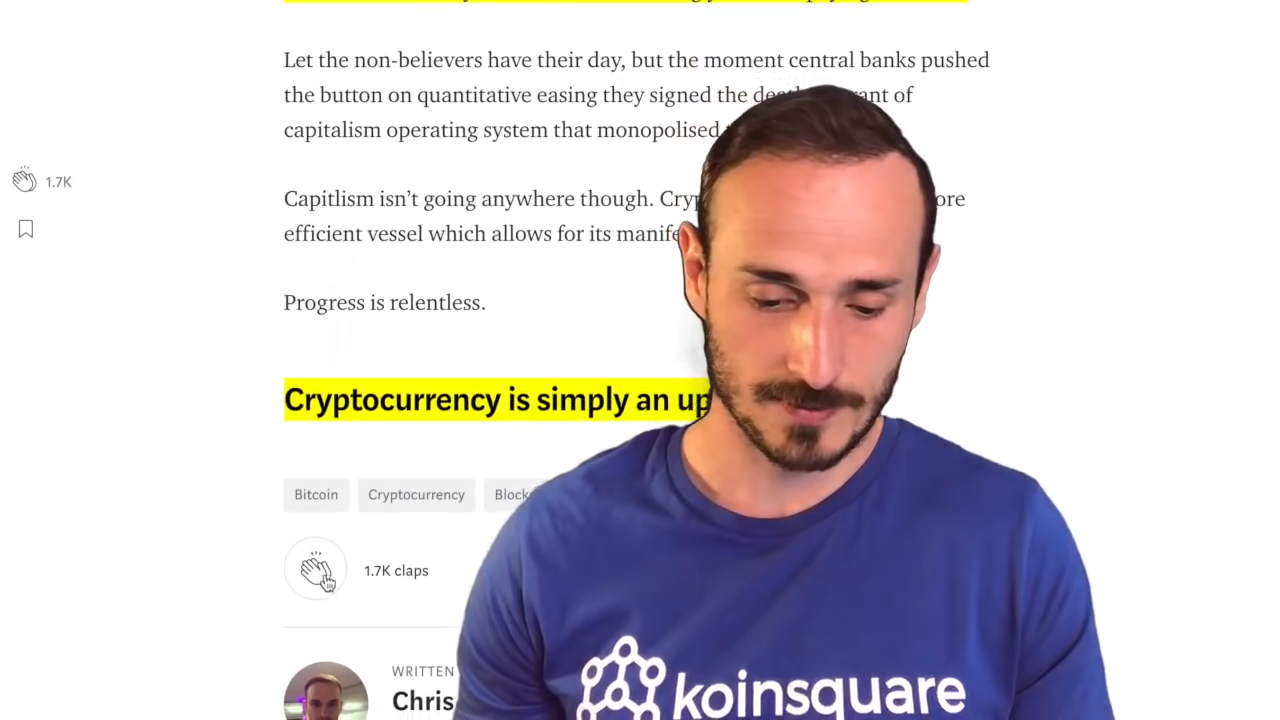 Let the non-believers have their day, but the moment central banks pushed
the button on quantitative easing they signed the of
capitalism operating system that monopolised
1.7K
Capitlism isn’t going anywhere though.
efficient vessel which allows for its
Progress is relentless.
Cryptocurrency is simply an
Bitcoin
Cryptocurrency
1.7K claps
WRITTEN
Chris
koinsquare